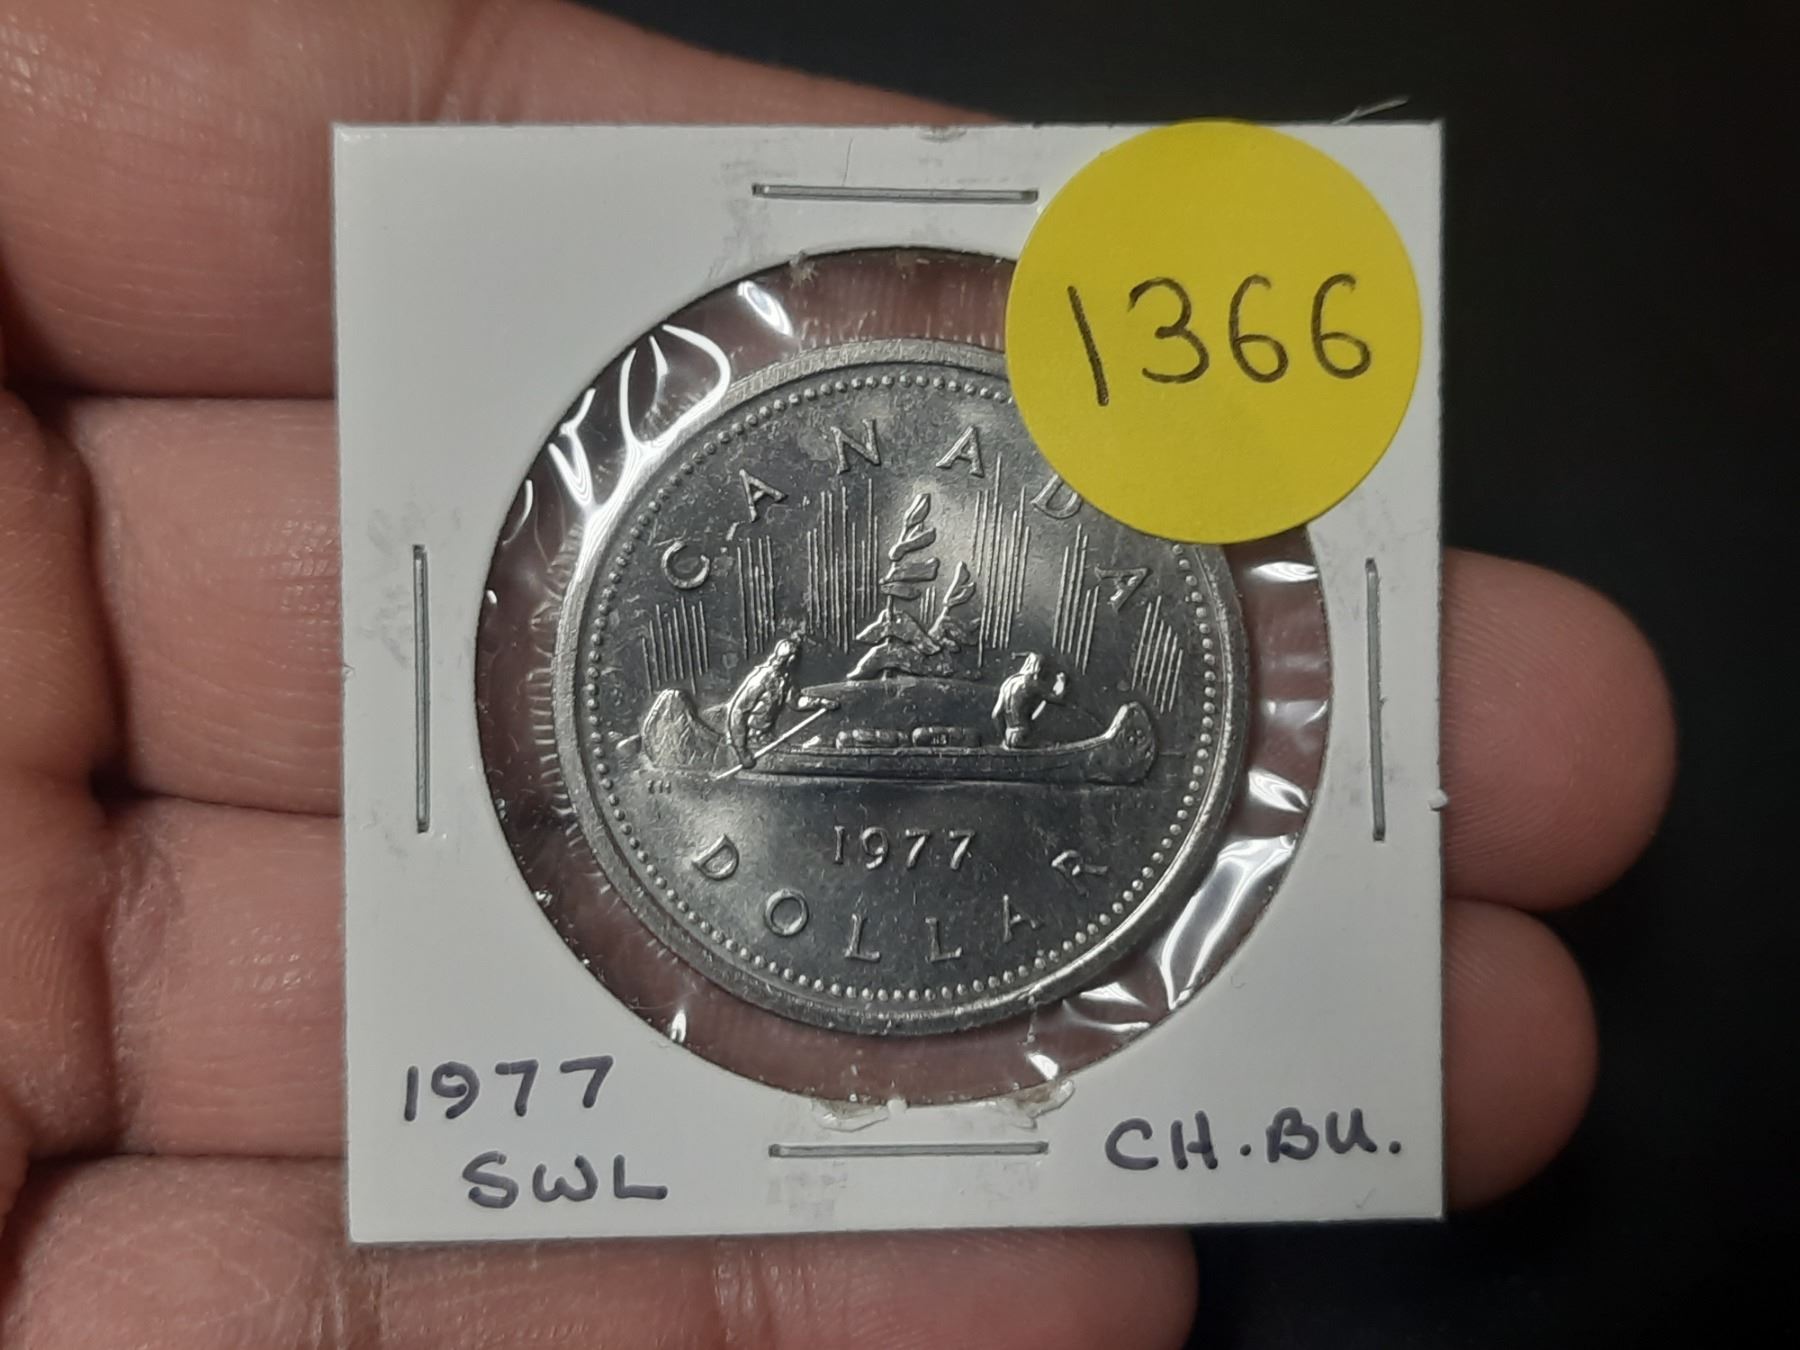 1366
CANADA
1977
DOLLAR
1977
SWL
CH. BU.